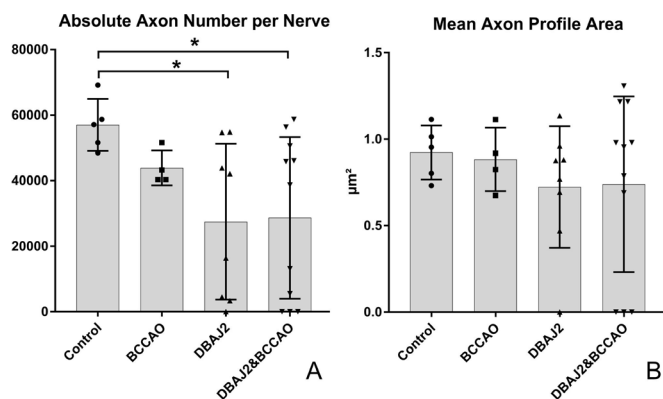 Absolute Axon Number per Nerve
*
*
80000
60000
40000
20000
0
Control
BCCAO
DBAJ2
DBAJ2&BCCAO
A
Mean Axon Profile Area
µm²
1.5
1.0
0.5
0.0
Control
BCCAO
DBAJ2
DBAJ2&BCCAO
B